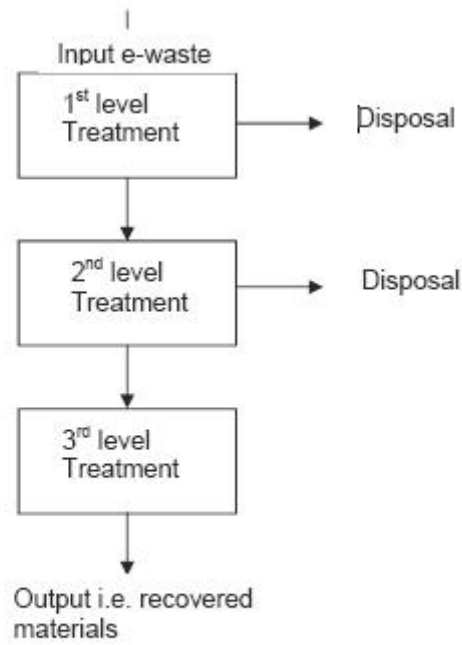 Input e-waste
1st level
Treatment
Disposal
2nd level
Treatment
Disposal
3rd level
Treatment
Output i.e. recovered
materials